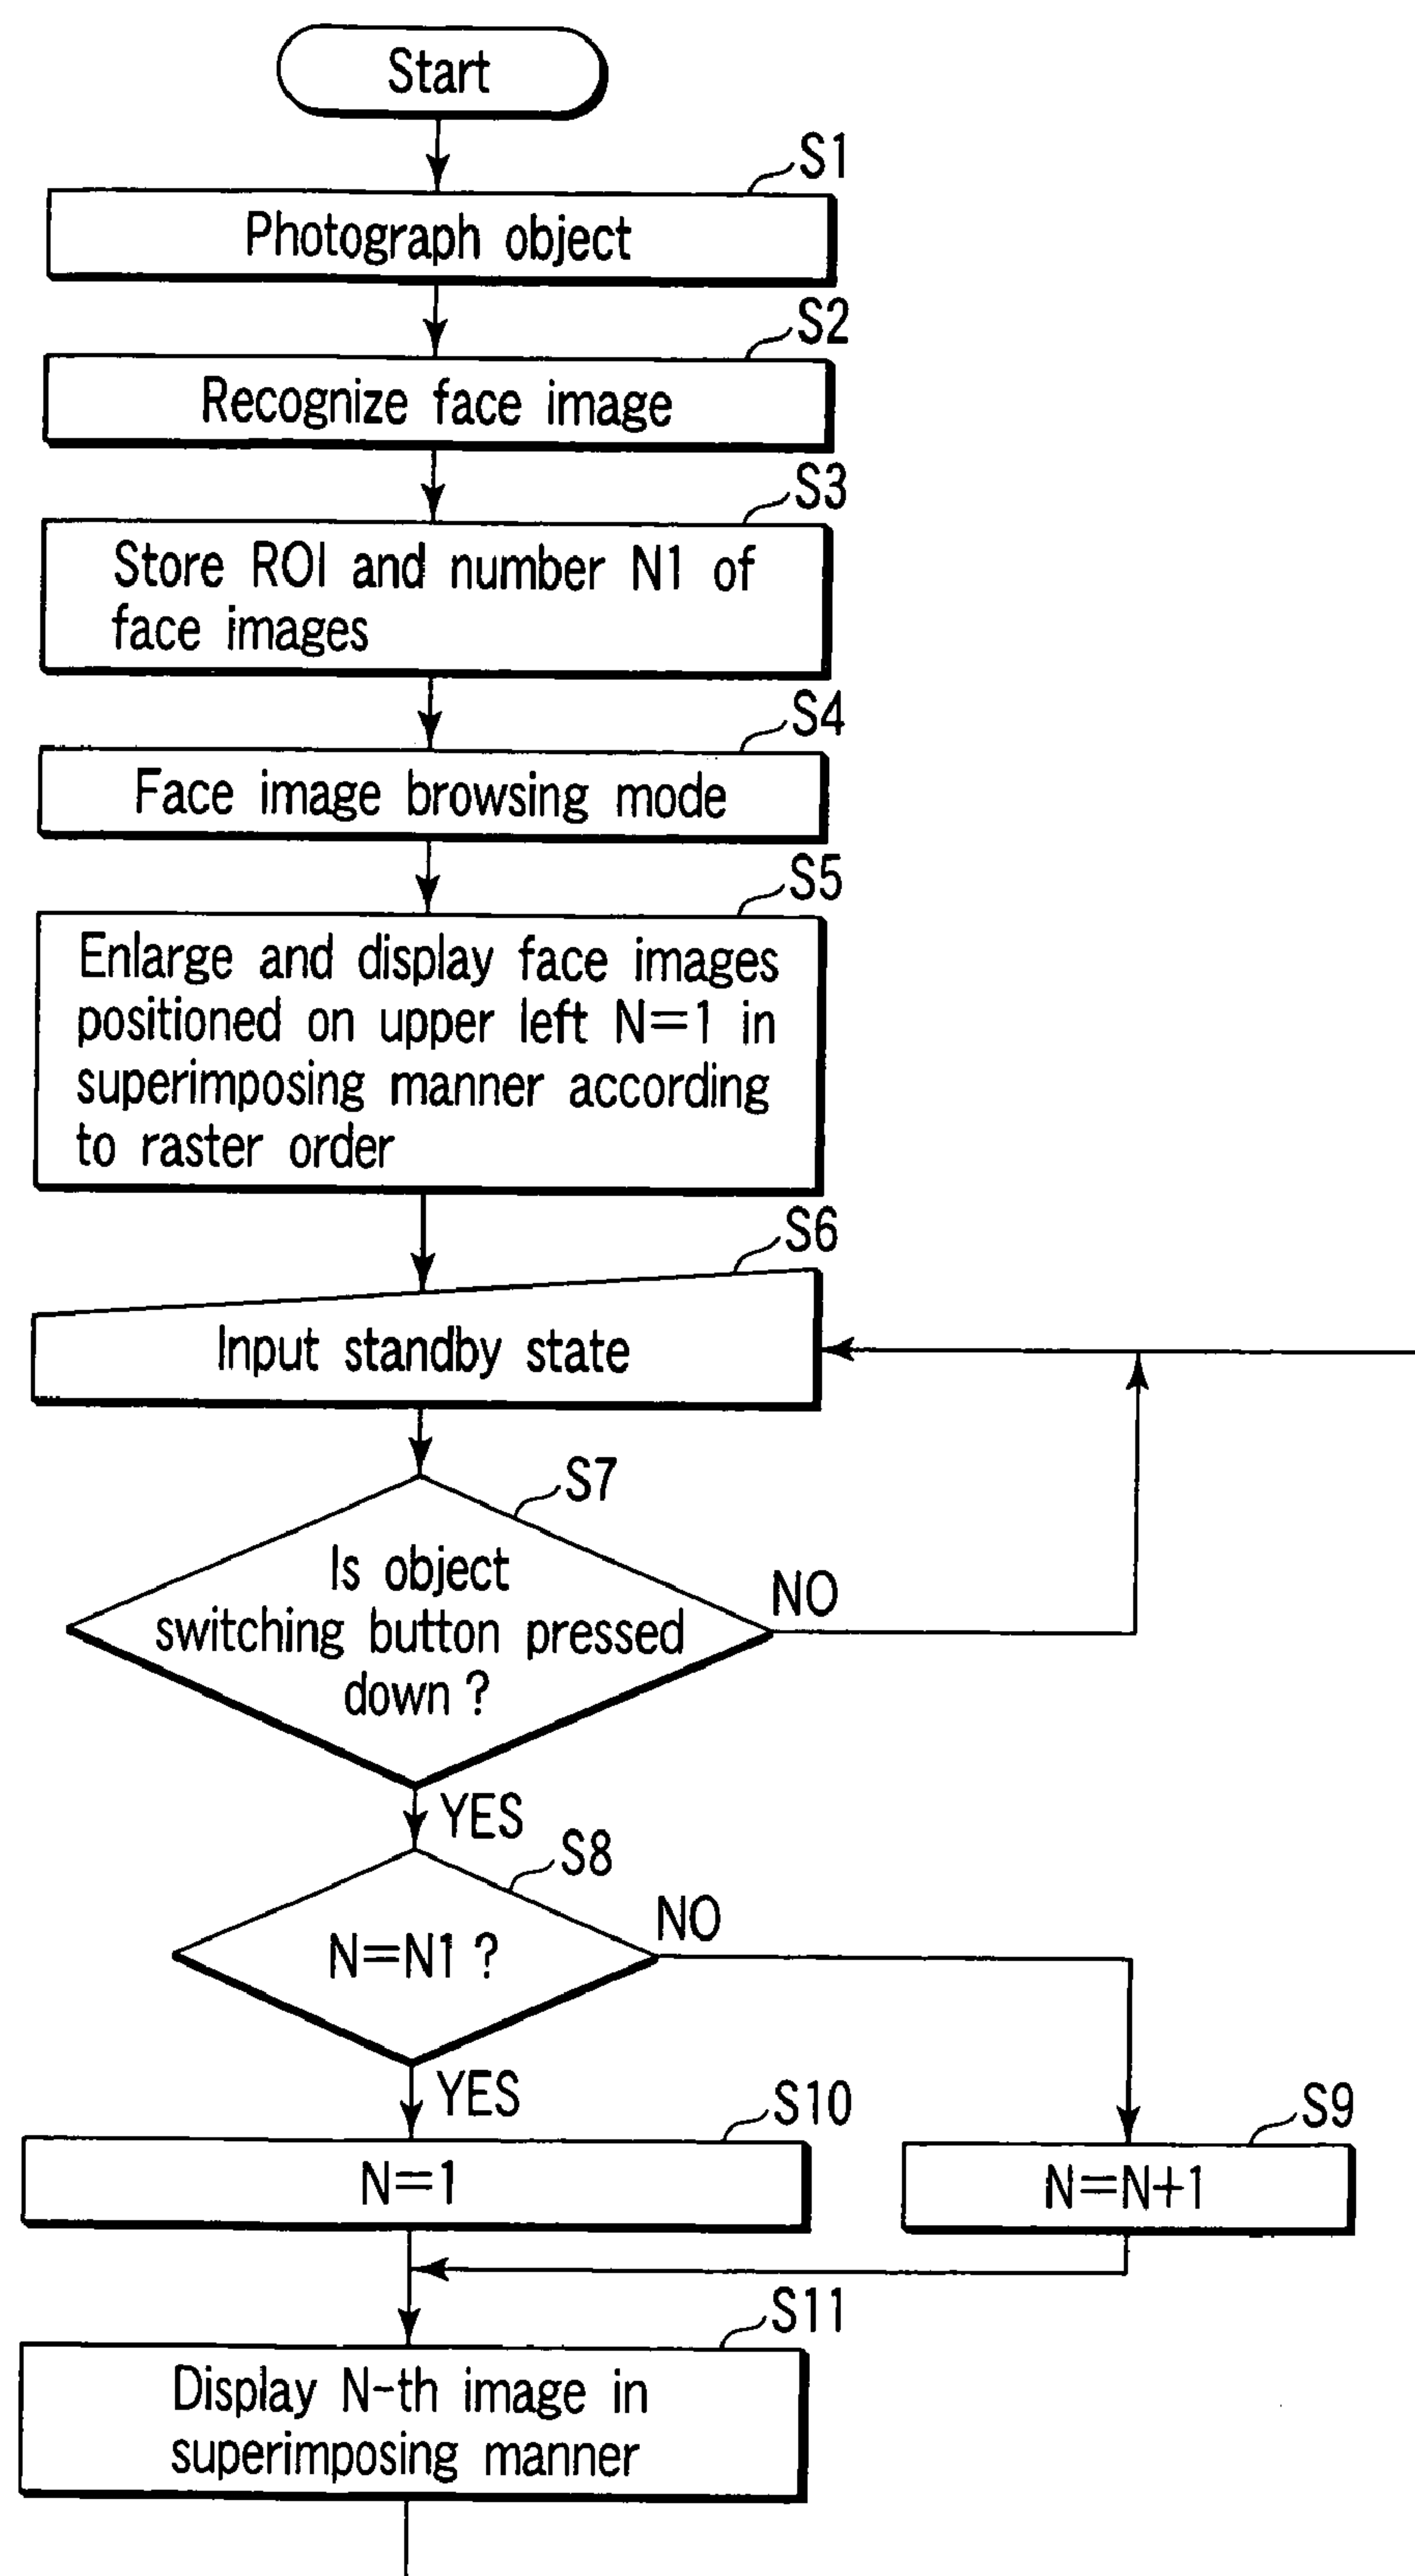 Start
S1
Photograph object
S2
Recognize face image
S3
Store ROI and number N1 of
face images
S4
Face image browsing mode
S5
Enlarge and display face images
positioned on upper left N=1 in
superimposing manner according
to raster order
S6
Input standby state
S7
Is object
switching button pressed
down ?
NO
YES
S8
N=N1 ?
NO
YES
S10
N=1
S9
N=N+1
S11
Display N-th image in
superimposing manner